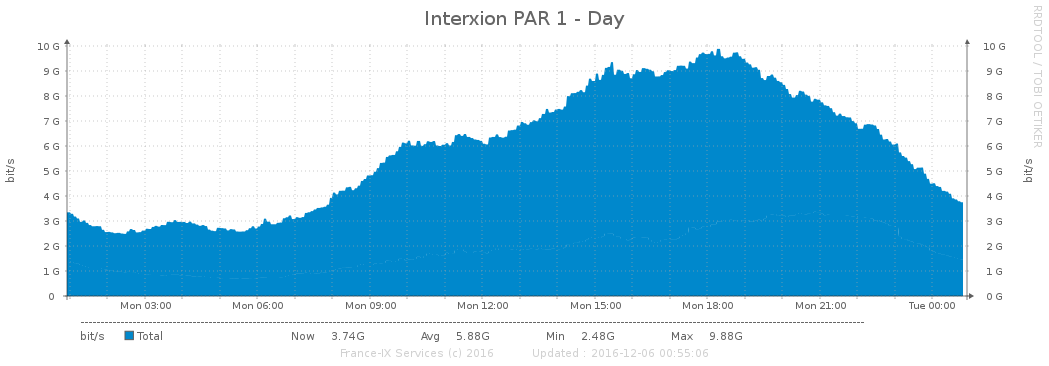 Interxion PAR 1 - Day
RRDTOOL / TOBI OETIKER
10 G 10 G
9 G 9 G
8 G 8 G
7 G 7 G
6 G 6 G
5 G 5 G
4 G 4 G
3 G 3 G
2 G 2 G
1 G 1 G
0 0 G
bit/s
bit/s
Mon 03:00 Mon 06:00 Mon 09:00 Mon 12:00 Mon 15:00 Mon 18:00 Mon 21:00 Tue 00:00
bit/s Total Now 3.74G Avg 5.88G Min 2.48G Max 9.88G
France-IX Services (c) 2016 Updated : 2016-12-06 00:55:06